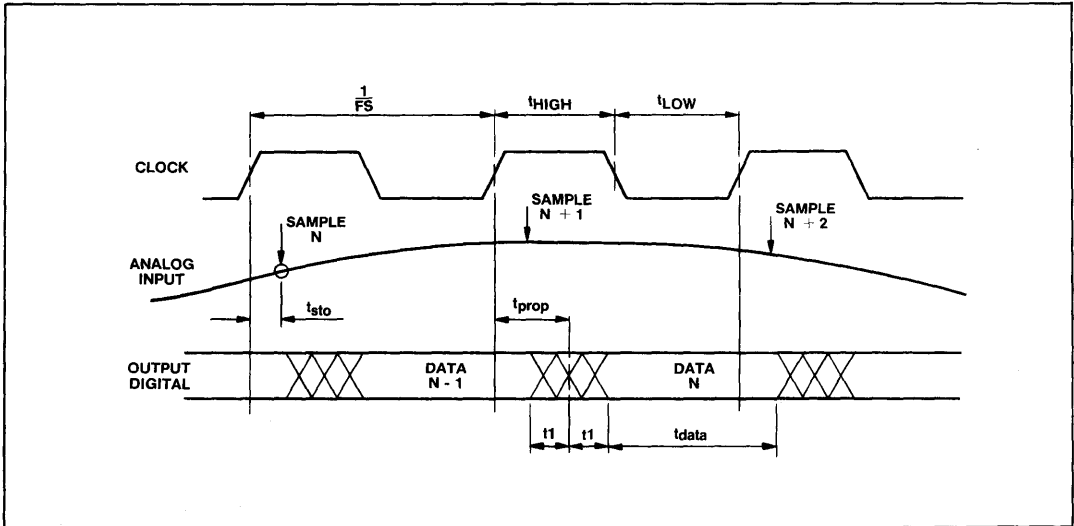 1
FS
tHIGH
tLOW
CLOCK
SAMPLE
N
SAMPLE
N + 1
SAMPLE
N + 2
ANALOG
INPUT
tsto
tprop
OUTPUT
DIGITAL
DATA
N - 1
DATA
N
t1
t1
tdata